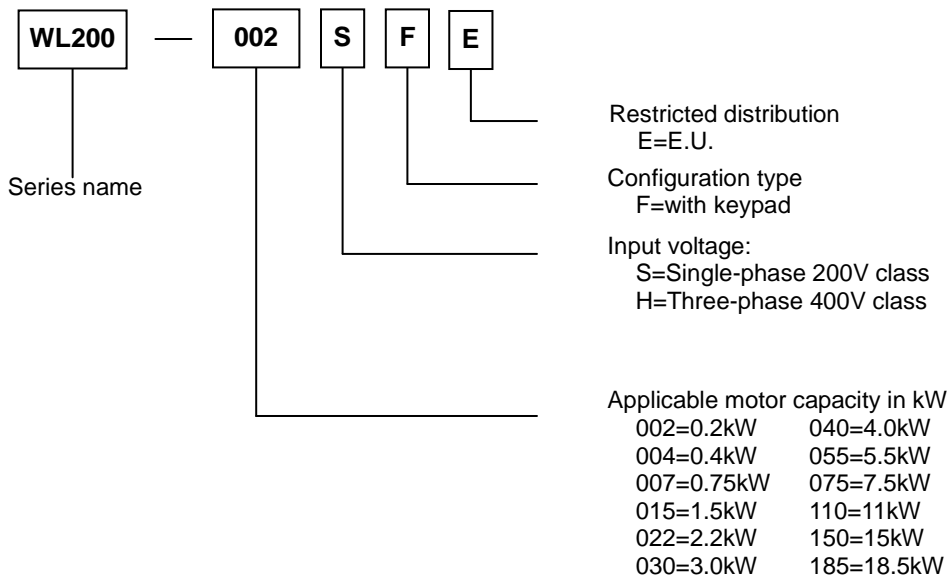 WL200 — 002 S F E
Restricted distribution
E=E.U.
Series name
Configuration type
F=with keypad
Input voltage:
S=Single-phase 200V class
H=Three-phase 400V class
Applicable motor capacity in kW
002=0.2kW 040=4.0kW
004=0.4kW 055=5.5kW
007=0.75kW 075=7.5kW
015=1.5kW 110=11kW
022=2.2kW 150=15kW
030=3.0kW 185=18.5kW